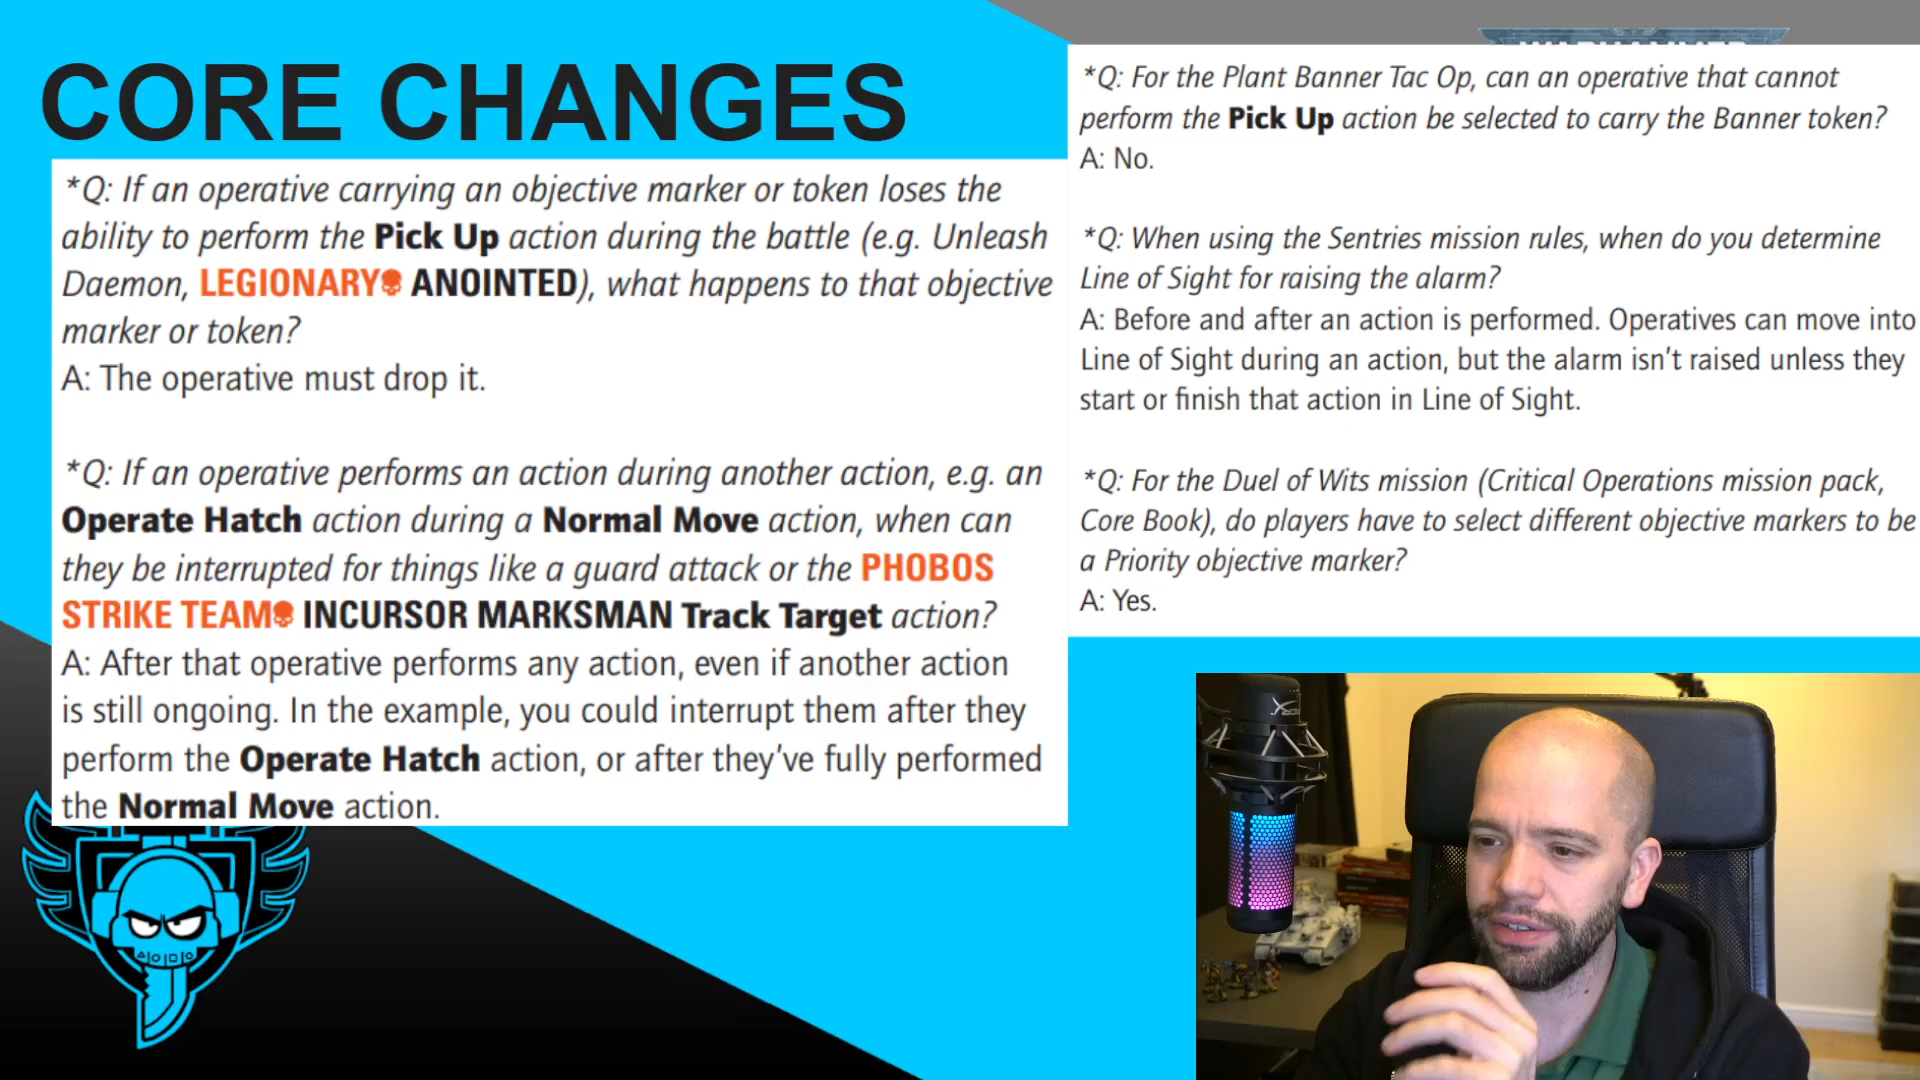 CORE CHANGES
*Q: If an operative carrying an objective marker or token loses the
ability to perform the Pick Up action during the battle (e.g. Unleash
Daemon, LEGIONARY ANOINTED), what happens to that objective
marker or token?
A: The operative must drop it.
*Q: If an operative performs an action during another action, e.g. an
Operate Hatch action during a Normal Move action, when can
they be interrupted for things like a guard attack or the PHOBOS
STRIKE TEAM INCURSOR MARKSMAN Track Target action?
A: After that operative performs any action, even if another action
is still ongoing. In the example, you could interrupt them after they
perform the Operate Hatch action, or after they’ve fully performed
the Normal Move action.
*Q: For the Plant Banner Tac Op, can an operative that cannot
perform the Pick Up action be selected to carry the Banner token?
A: No.
*Q: When using the Sentries mission rules, when do you determine
Line of Sight for raising the alarm?
A: Before and after an action is performed. Operatives can move into
Line of Sight during an action, but the alarm isn’t raised unless they
start or finish that action in Line of Sight.
*Q: For the Duel of Wits mission (Critical Operations mission pack,
Core Book), do players have to select different objective markers to be
a Priority objective marker?
A: Yes.